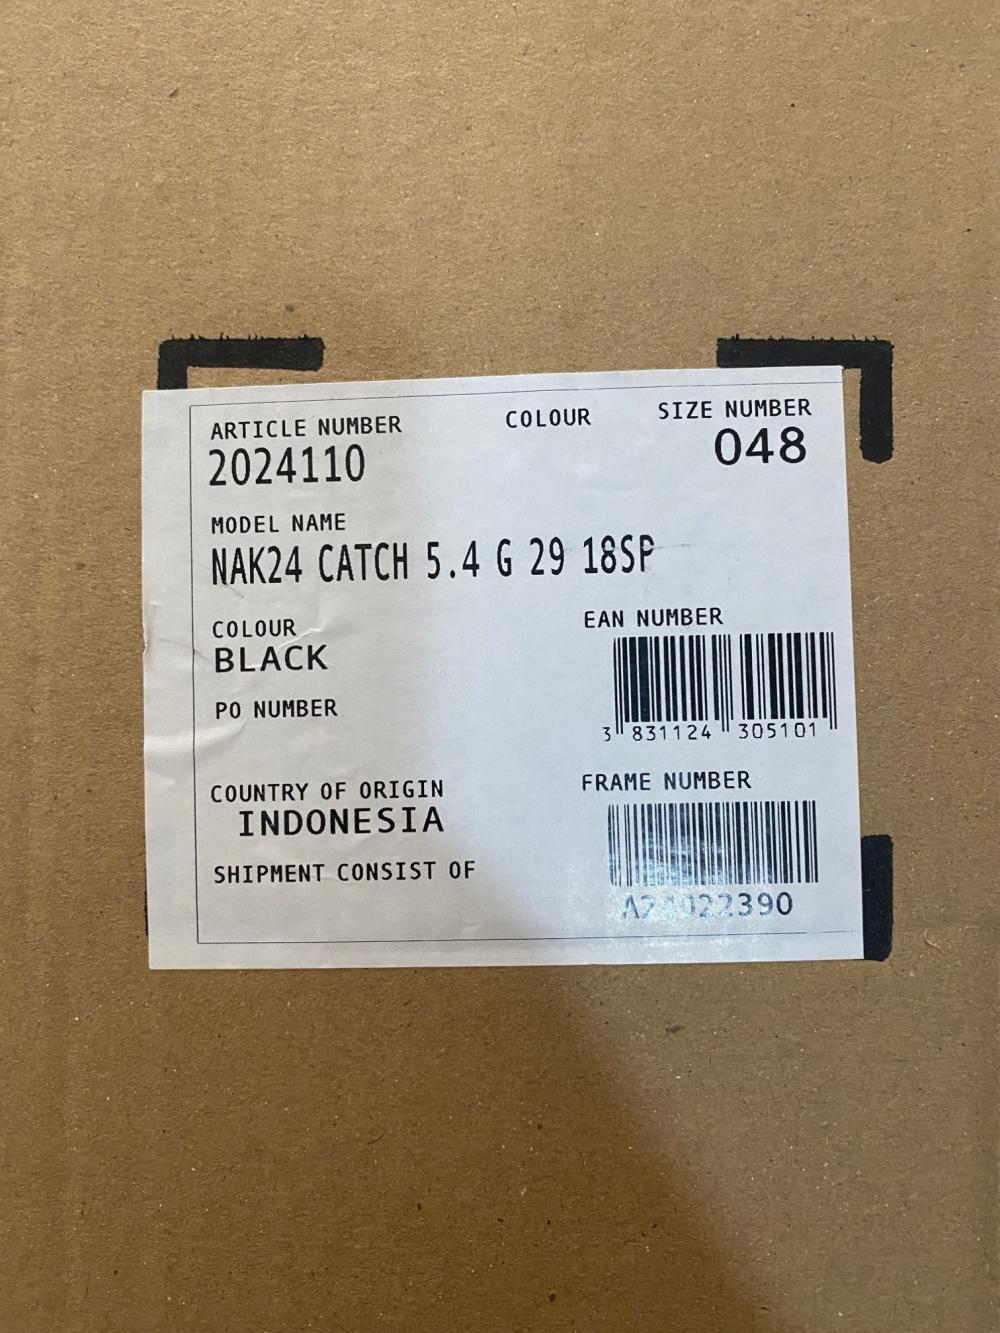 ARTICLE NUMBER
2024110
COLOUR
SIZE NUMBER
048
MODEL NAME
NAK24 CATCH 5.4 G 29 18SP
COLOUR
BLACK
PO NUMBER
EAN NUMBER
3 831124 305101
COUNTRY OF ORIGIN
INDONESIA
FRAME NUMBER
SHIPMENT CONSIST OF